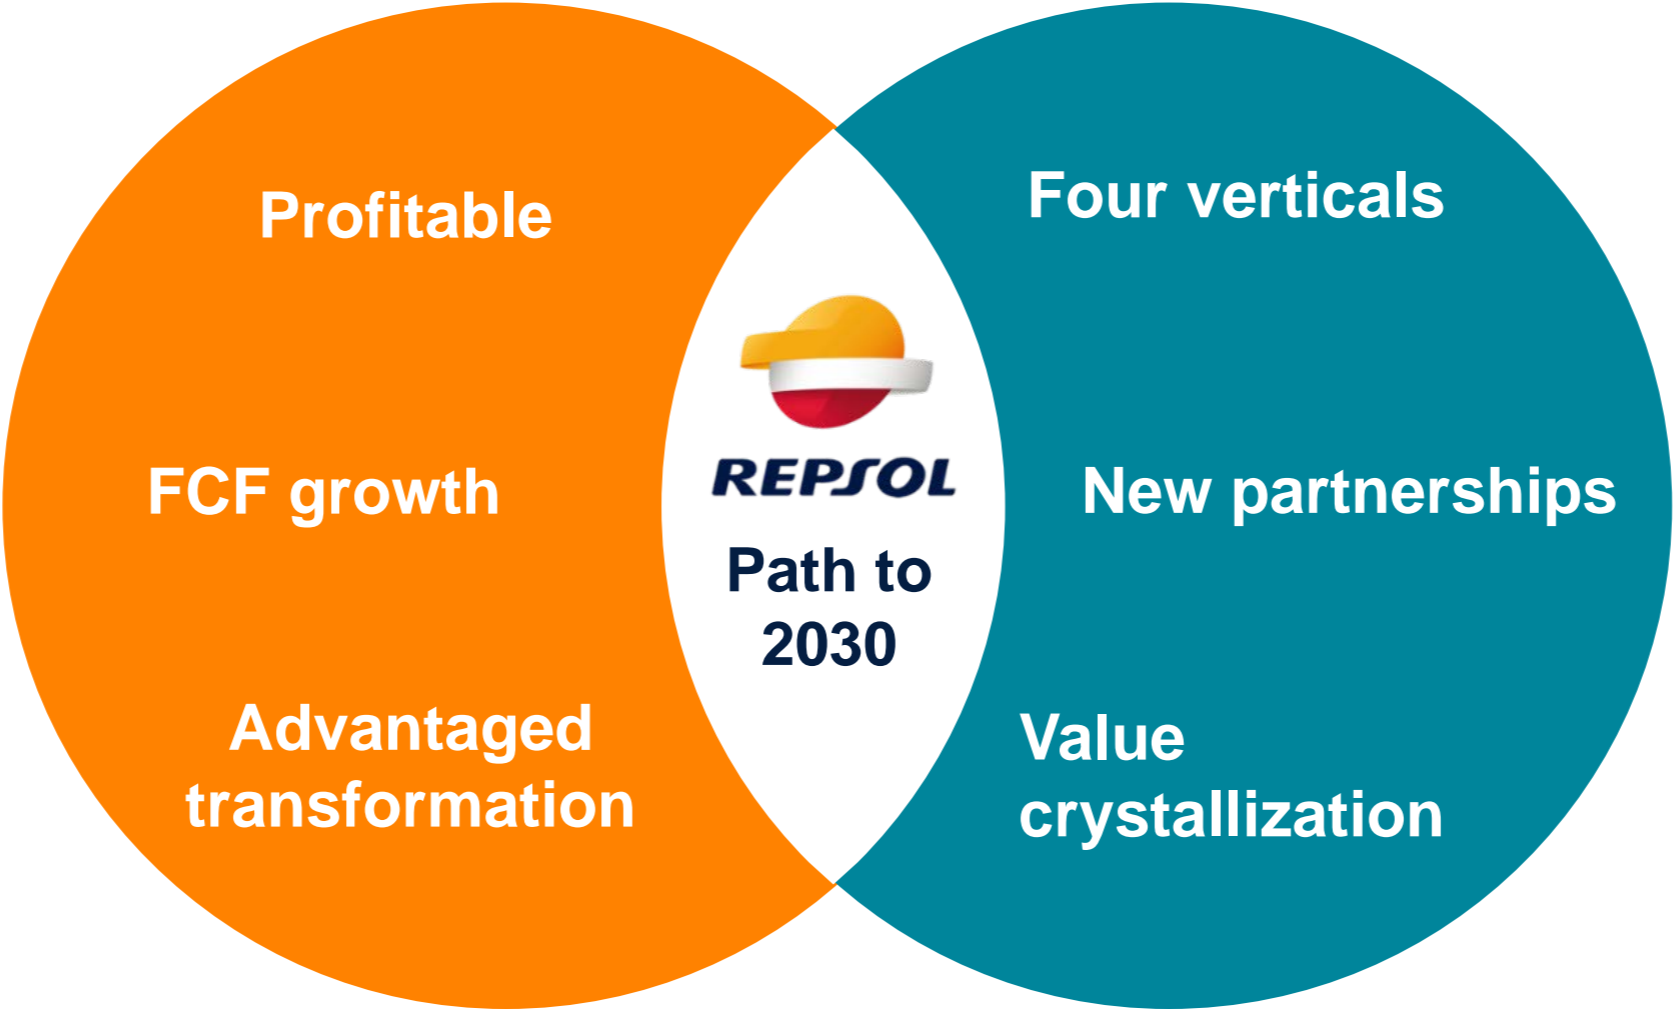 Profitable
FCF growth
Advantaged
transformation
REPSOL
Path to
2030
Four verticals
New partnerships
Value
crystallization